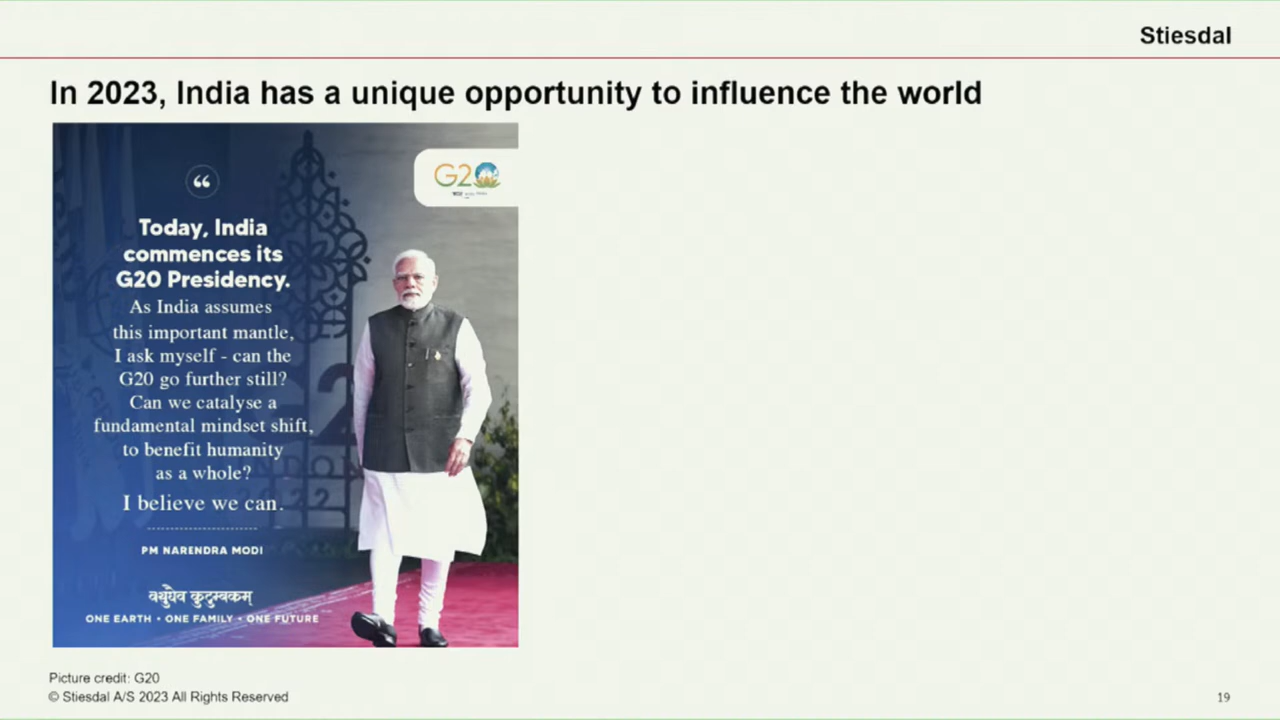 Stiesdal
In 2023, India has a unique opportunity to influence the world
G20
“
Today, India
commences its
G20 Presidency.
As India assumes
this important mantle,
I ask myself - can the
G20 go further still?
Can we catalyse a
fundamental mindset shift,
to benefit humanity
as a whole?
I believe we can.
PM NARENDRA MODI
वसुधैव कुटुम्बकम्
ONE EARTH • ONE FAMILY • ONE FUTURE
Picture credit: G20
© Stiesdal A/S 2023 All Rights Reserved
19